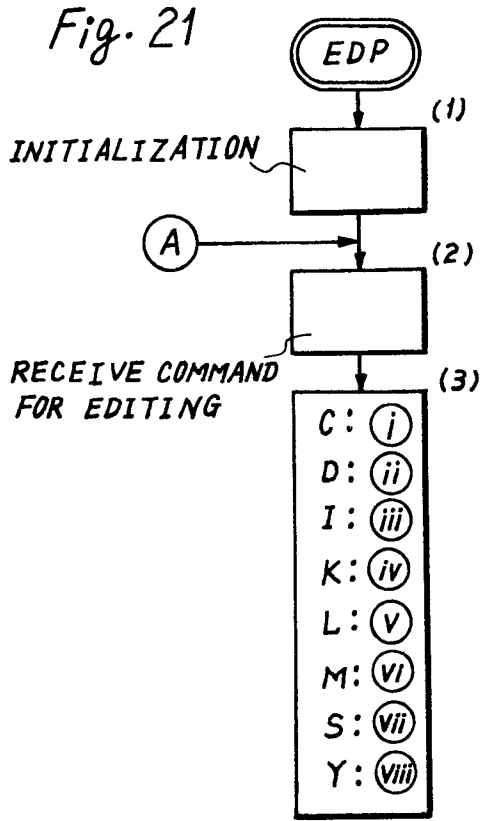 Fig. 21
EDP
(1)
INITIALIZATION
A
(2)
RECEIVE COMMAND
FOR EDITING
(3)
C: i
D: ii
I: iii
K: iv
L: v
M: vi
S: vii
Y: viii